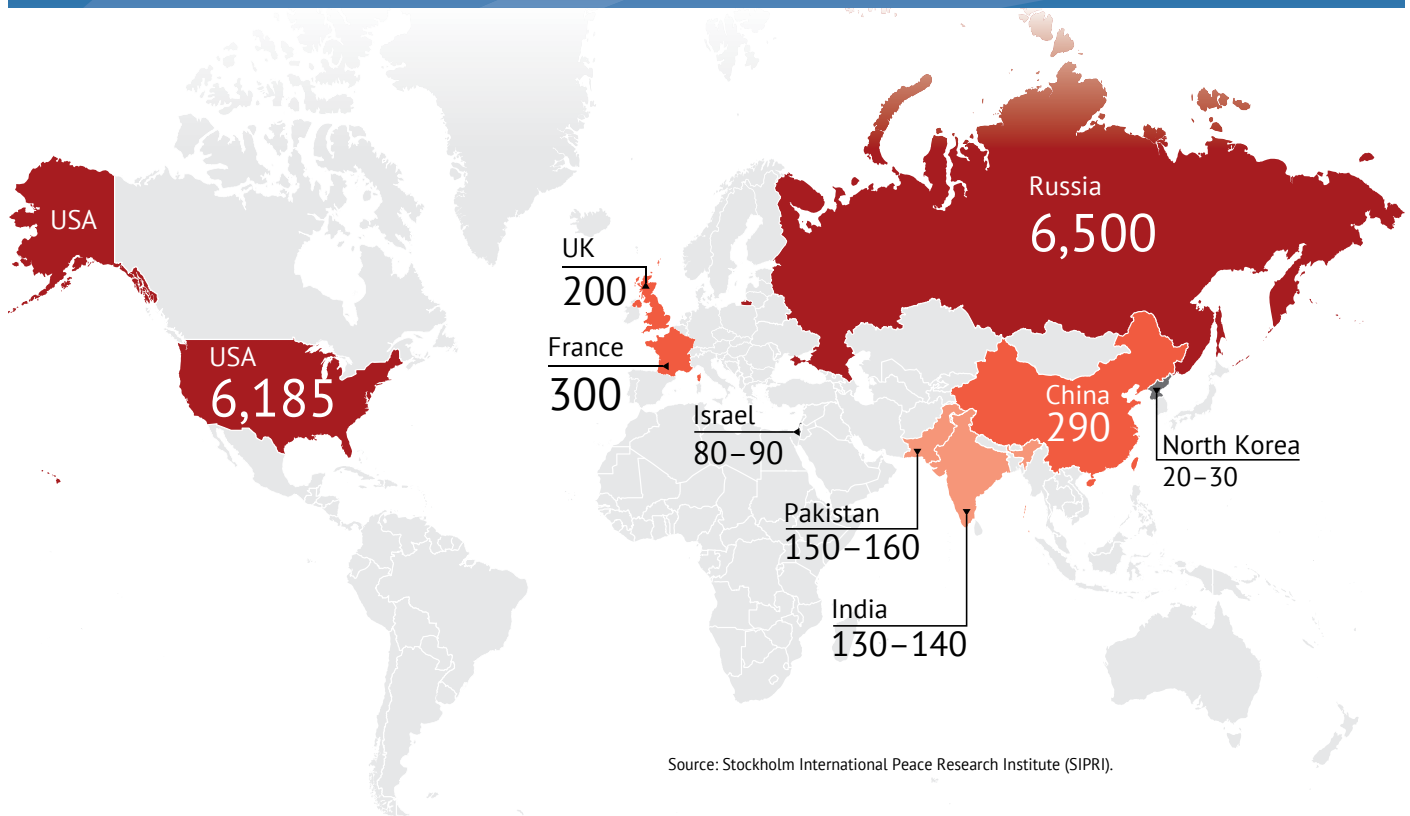 Russia
6,500
USA
UK
200
France
300
USA
6,185
China
290
Israel
80–90
North Korea
20–30
Pakistan
150–160
India
130–140
Source: Stockholm International Peace Research Institute (SIPRI).